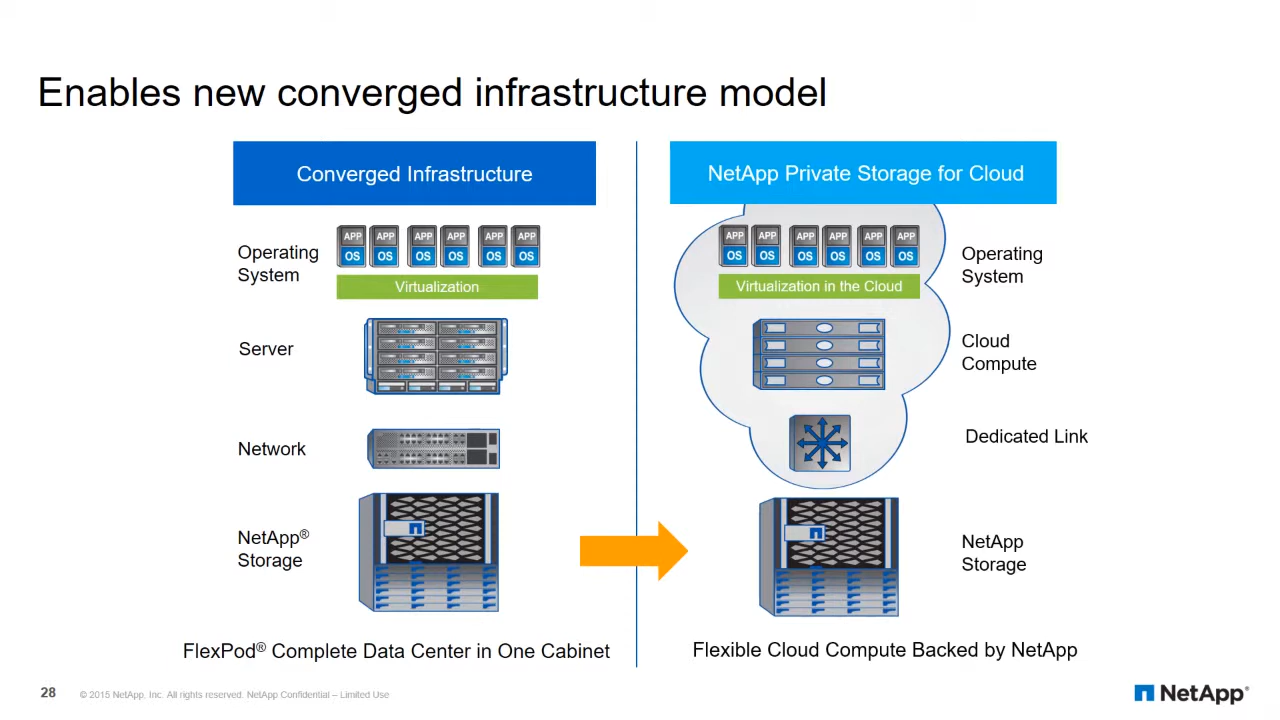 Enables new converged infrastructure model
Converged Infrastructure
Operating
System
APP APP APP APP APP APP
OS OS OS OS OS OS
Virtualization
Server
Network
NetApp®
Storage
FlexPod® Complete Data Center in One Cabinet
NetApp Private Storage for Cloud
APP APP APP APP APP APP
OS OS OS OS OS OS
Virtualization in the Cloud
Operating
System
Cloud
Compute
Dedicated Link
NetApp
Storage
Flexible Cloud Compute Backed by NetApp
28
© 2015 NetApp, Inc. All rights reserved. NetApp Confidential – Limited Use
NetApp®